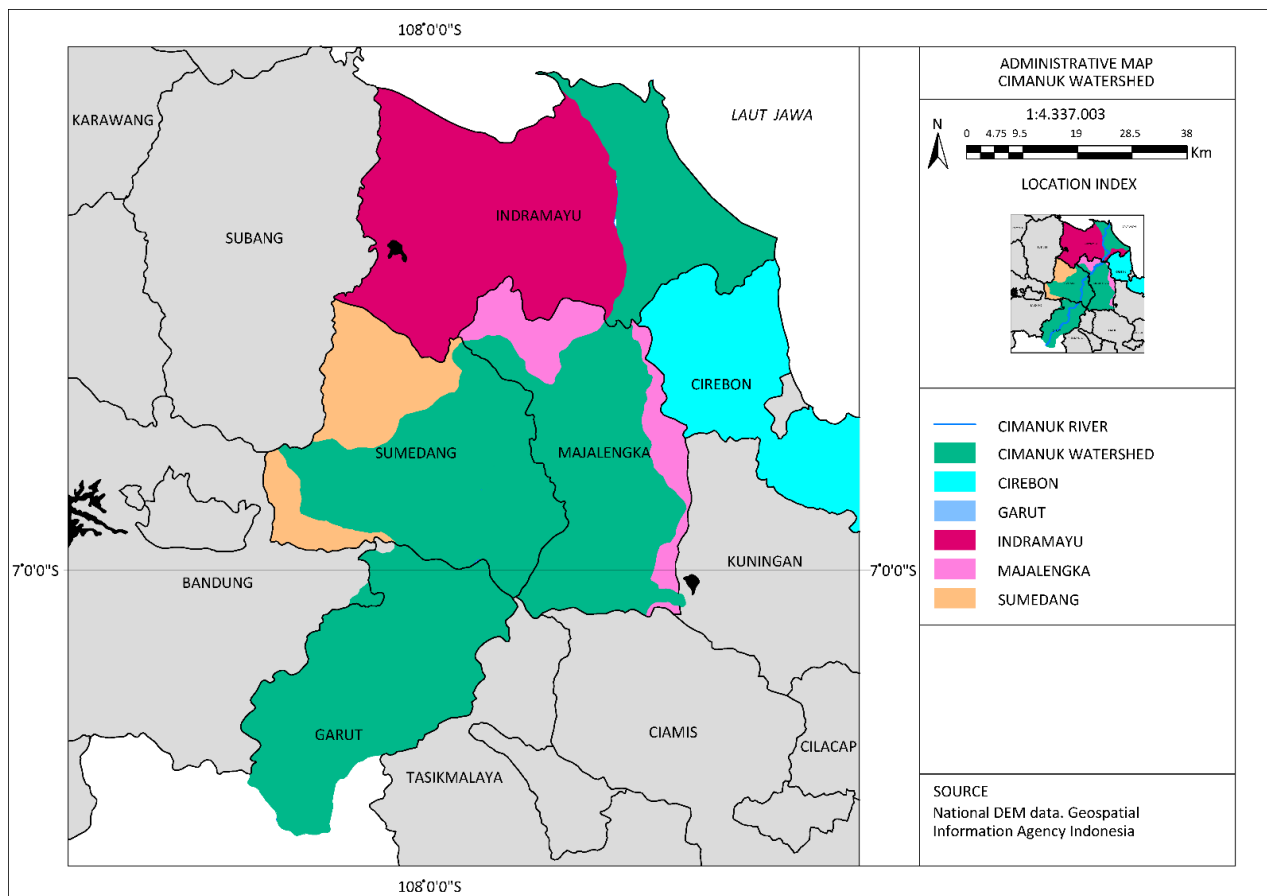 108°0'0"S
KARAWANG
SUBANG
INDRAMAYU
LAUT JAWA
CIREBON
SUMEDANG
MAJALENGKA
KUNINGAN
7°0'0"S
7°0'0"S
BANDUNG
GARUT
TASIKMALAYA
CIAMIS
CILACAP
108°0'0"S
ADMINISTRATIVE MAP
CIMANUK WATERSHED
1:4.337.003
N
0 4.75 9.5 19 28.5 38
Km
LOCATION INDEX
CIMANUK RIVER
CIMANUK WATERSHED
CIREBON
GARUT
INDRAMAYU
MAJALENGKA
SUMEDANG
SOURCE
National DEM data. Geospatial
Information Agency Indonesia